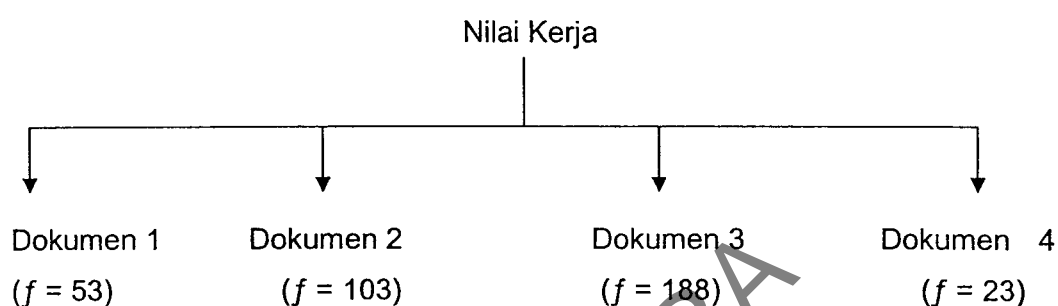 Nilai Kerja
Dokumen 1 Dokumen 2 Dokumen 3 Dokumen 4
(f = 53) (f = 103) (f = 188) (f = 23)